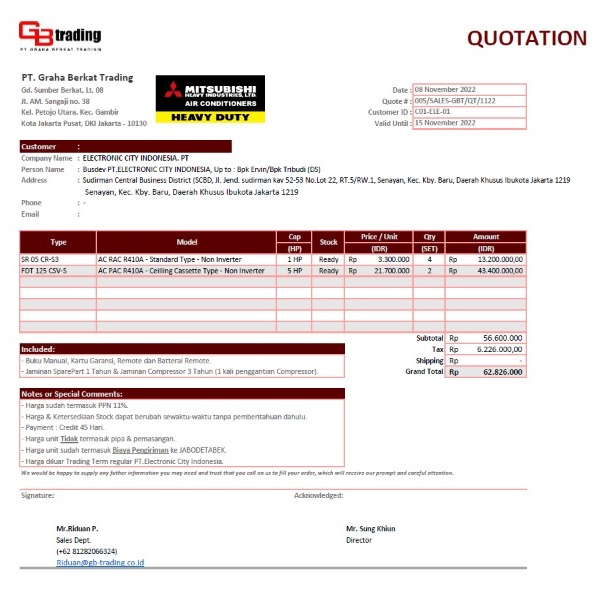 GB trading
PT GRAHA BERKAT TRADING
QUOTATION
PT. Graha Berkat Trading
Gd. Sumber Berkat, Lt. 08
Jl. AM. Sangaji no. 38
Kel. Petojo Utara, Kec. Gambir
Kota Jakarta Pusat, DKI Jakarta - 10130
MITSUBISHI
HEAVY INDUSTRIES, LTD.
AIR CONDITIONERS
HEAVY DUTY
Date : 08 November 2022
Quote # : 005/SALES-GBT/QT/1122
Customer ID : C01-ELE-01
Valid Until : 15 November 2022
Customer :
Company Name : ELECTRONIC CITY INDONESIA. PT
Person Name : Busdev PT.ELECTRONIC CITY INDONESIA, Up to : Bpk Ervin/Bpk Tribudi (DS)
Address : Sudirman Central Business District (SCBD, Jl. Jend. sudirman kav 52-53 No.Lot 22, RT.5/RW.1, Senayan, Kec. Kby. Baru, Daerah Khusus Ibukota Jakarta 1219
Senayan, Kec. Kby. Baru, Daerah Khusus Ibukota Jakarta 1219
Phone : -
Email :
Type Model Cap (HP) Stock Price / Unit (IDR) Qty (SET) Amount (IDR)
SR 05 CR-S3 AC RAC R410A - Standard Type - Non Inverter 1 HP Ready Rp 3.300.000 4 Rp 13.200.000,00
FDT 125 CSV-S AC PAC R410A - Ceilling Cassette Type - Non Inverter 5 HP Ready Rp 21.700.000 2 Rp 43.400.000,00
Subtotal Rp 56.600.000
Tax Rp 6.226.000,00
Shipping Rp -
Grand Total Rp 62.826.000
Included:
- Buku Manual, Kartu Garansi, Remote dan Batterai Remote.
- Jaminan SparePart 1 Tahun & Jaminan Compressor 3 Tahun (1 kali penggantian Compressor).
Notes or Special Comments:
- Harga sudah termasuk PPN 11%.
- Harga & Ketersediaan Stock dapat berubah sewaktu-waktu tanpa pemberitahuan dahulu.
- Payment : Credit 45 Hari.
- Harga unit Tidak termasuk pipa & pemasangan.
- Harga unit sudah termasuk Biaya Pengiriman ke JABODETABEK.
- Harga diluar Trading Term regular PT.Electronic City Indonesia.
We would be happy to supply any futher information you may need and trust that you call on us to fill your order, which will receive our prompt and careful attention.
Signature:
Acknowledged:
Mr.Riduan P.
Sales Dept.
(+62 81282066324)
Riduan@gb-trading.co.id
Mr. Sung Khiun
Director